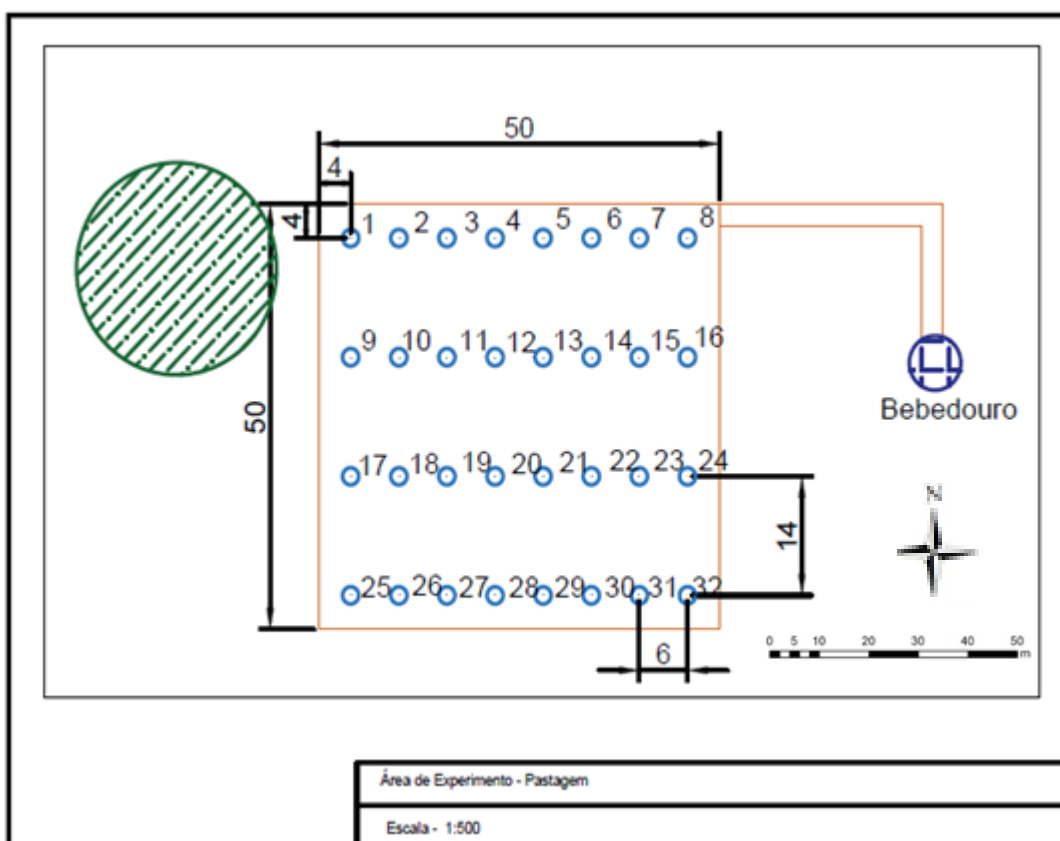 50
4
4
1 2 3 4 5 6 7 8
9 10 11 12 13 14 15 16
Bebedouro
50
17 18 19 20 21 22 23 24
N
14
25 26 27 28 29 30 31 32
6
0 5 10 20 30 40 50
m
Área de Experimento - Pastagem
Escala - 1:500